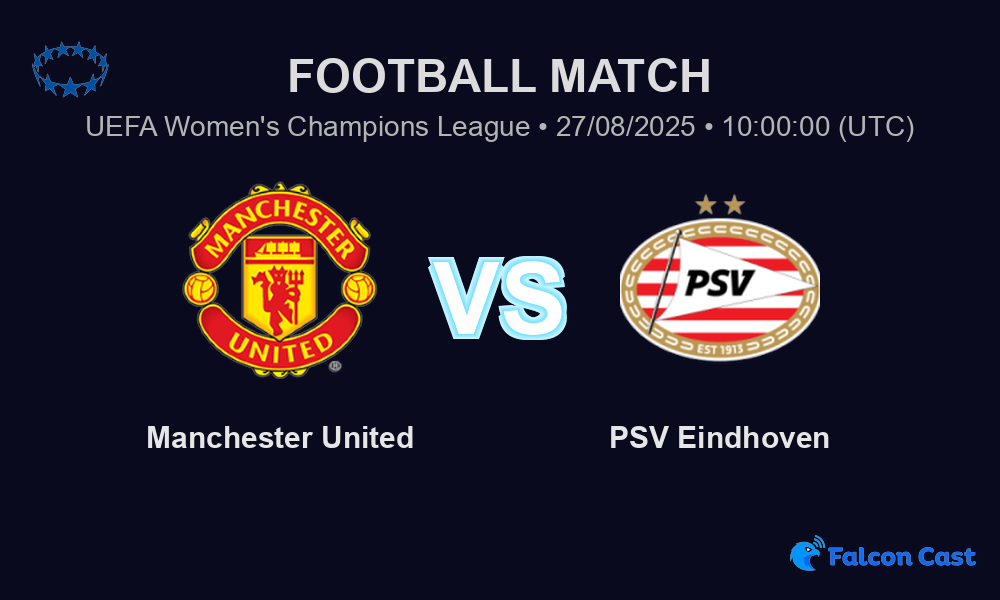 FOOTBALL MATCH
UEFA Women's Champions League • 27/08/2025 • 10:00:00 (UTC)
MANCHESTER
UNITED
VS
PSV
EST 1913
Manchester United
PSV Eindhoven
Falcon Cast